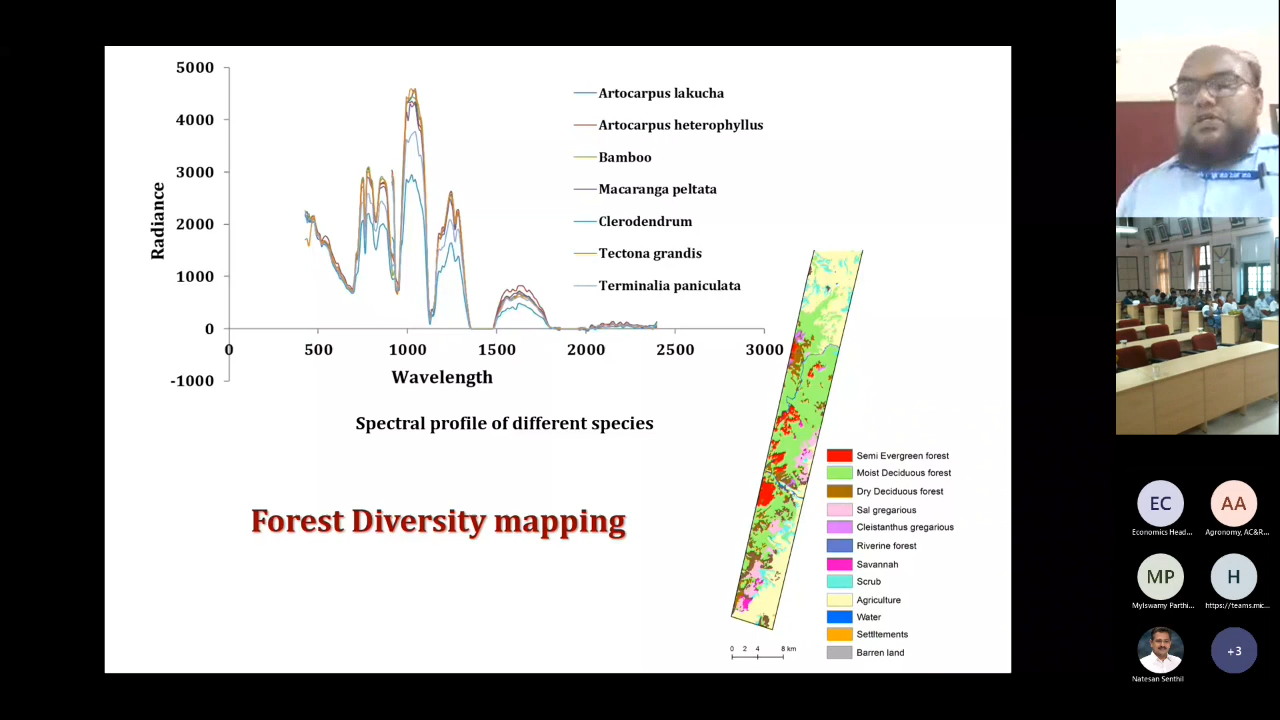 5000
4000
3000
2000
1000
0
-1000
Radiance
0 500 1000 1500 2000 2500 3000
Wavelength
Artocarpus lakucha
Artocarpus heterophyllus
Bamboo
Macaranga peltata
Clerodendrum
Tectona grandis
Terminalia paniculata
Spectral profile of different species
Forest Diversity mapping
Semi Evergreen forest
Moist Deciduous forest
Dry Deciduous forest
Sal gregarious
Cleistanthus gregarious
Riverine forest
Savannah
Scrub
Agriculture
Water
Settltements
Barren land
0 2 4 8 km
EC
Economics Head...
AA
Agronomy, AC&R...
MP
Mylswamy Parthi...
H
https://teams.mic...
Natesan Senthil
+3